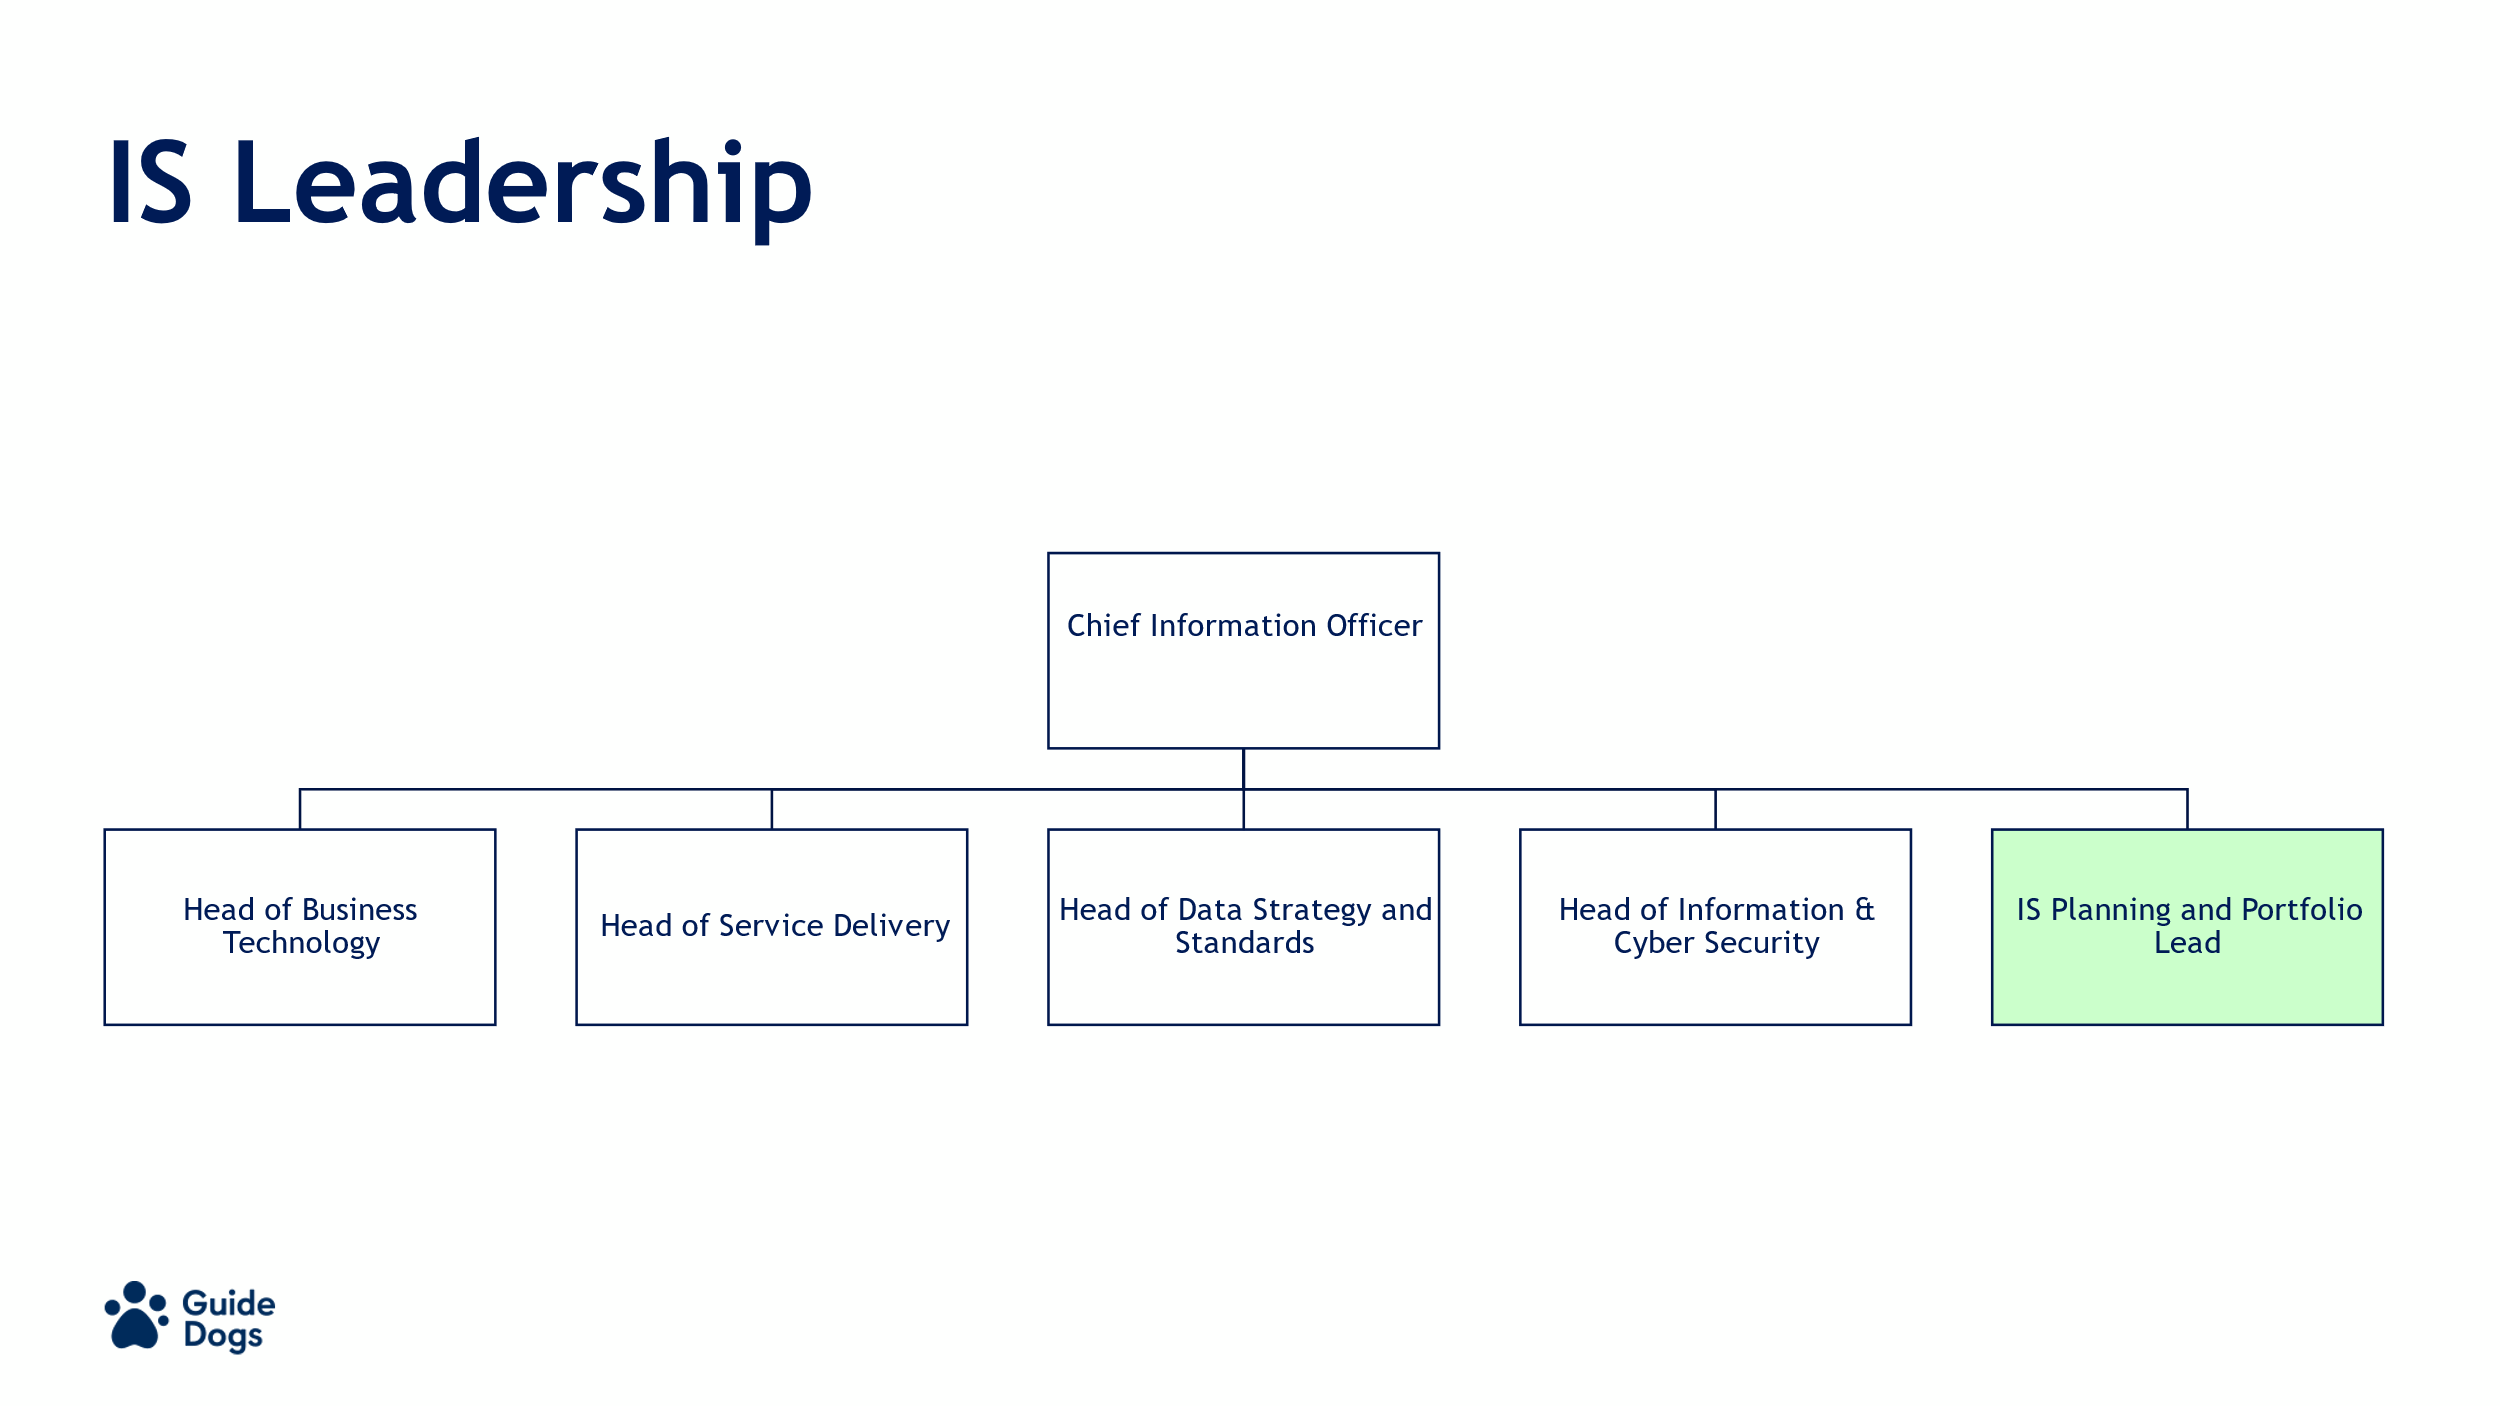 IS Leadership
Chief Information Officer
Head of Business
Technology
Head of Service Delivery
Head of Data Strategy and
Standards
Head of Information &
Cyber Security
IS Planning and Portfolio
Lead
Guide
Dogs